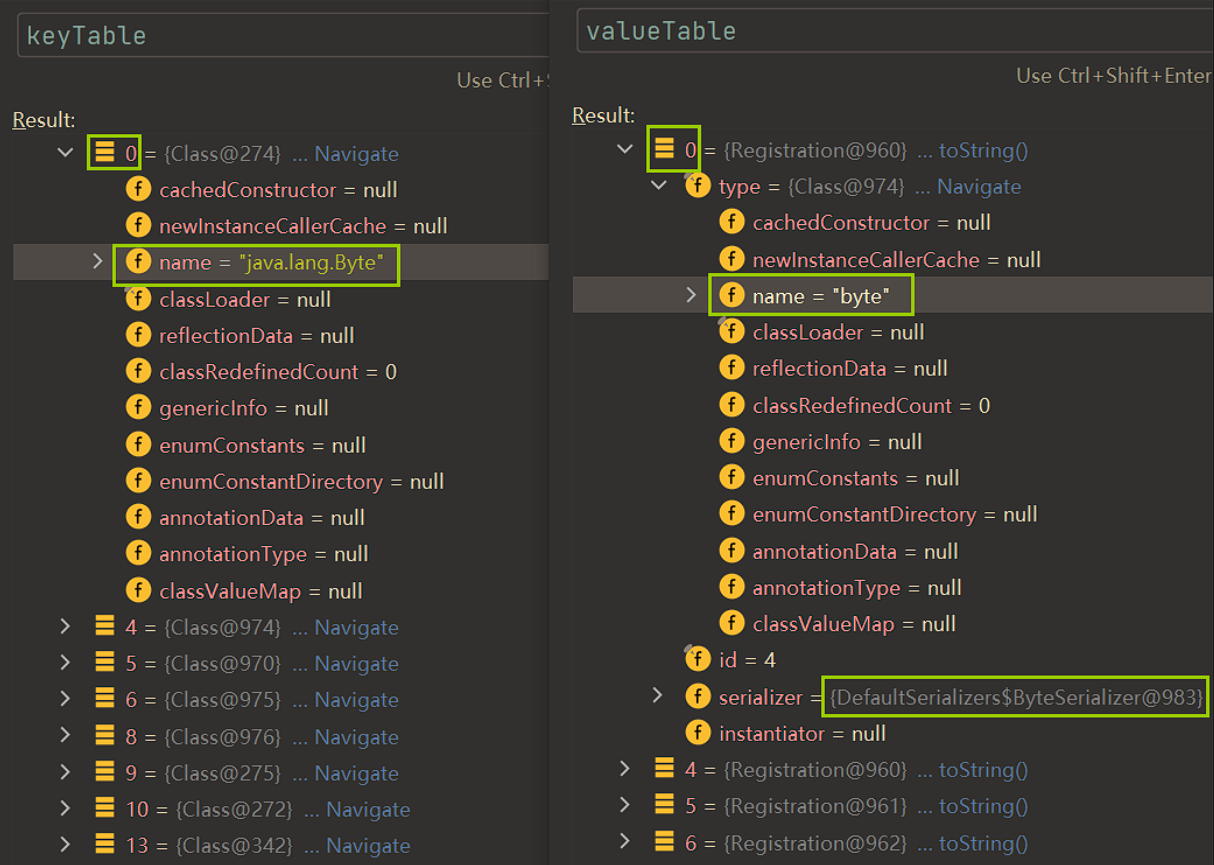 keyTable
Use Ctrl+
Result:
0 = {Class@274} ... Navigate
cachedConstructor = null
newInstanceCallerCache = null
name = "java.lang.Byte"
classLoader = null
reflectionData = null
classRedefinedCount = 0
genericInfo = null
enumConstants = null
enumConstantDirectory = null
annotationData = null
annotationType = null
classValueMap = null
4 = {Class@974} ... Navigate
5 = {Class@970} ... Navigate
6 = {Class@975} ... Navigate
8 = {Class@976} ... Navigate
9 = {Class@275} ... Navigate
10 = {Class@272} ... Navigate
13 = {Class@342} ... Navigate
valueTable
Use Ctrl+Shift+Enter
Result:
0 = {Registration@960} ... toString()
type = {Class@974} ... Navigate
cachedConstructor = null
newInstanceCallerCache = null
name = "byte"
classLoader = null
reflectionData = null
classRedefinedCount = 0
genericInfo = null
enumConstants = null
enumConstantDirectory = null
annotationData = null
annotationType = null
classValueMap = null
id = 4
serializer = {DefaultSerializers$ByteSerializer@983}
instantiator = null
4 = {Registration@960} ... toString()
5 = {Registration@961} ... toString()
6 = {Registration@962} ... toString()